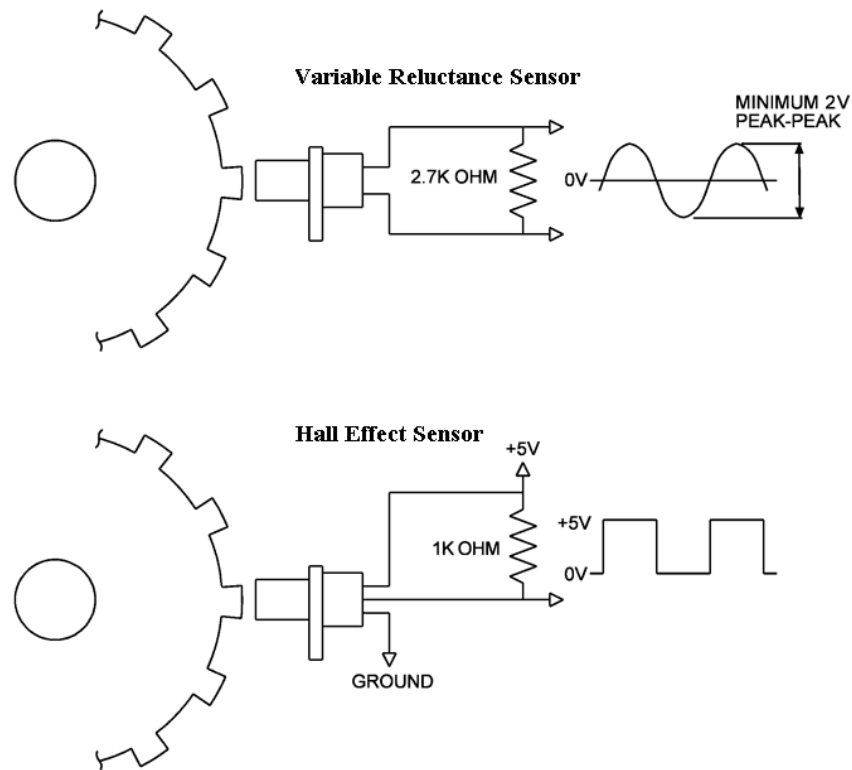 Variable Reluctance Sensor
MINIMUM 2V
PEAK-PEAK
2.7K OHM
0V
Hall Effect Sensor
+5V
+5V
1K OHM
0V
GROUND